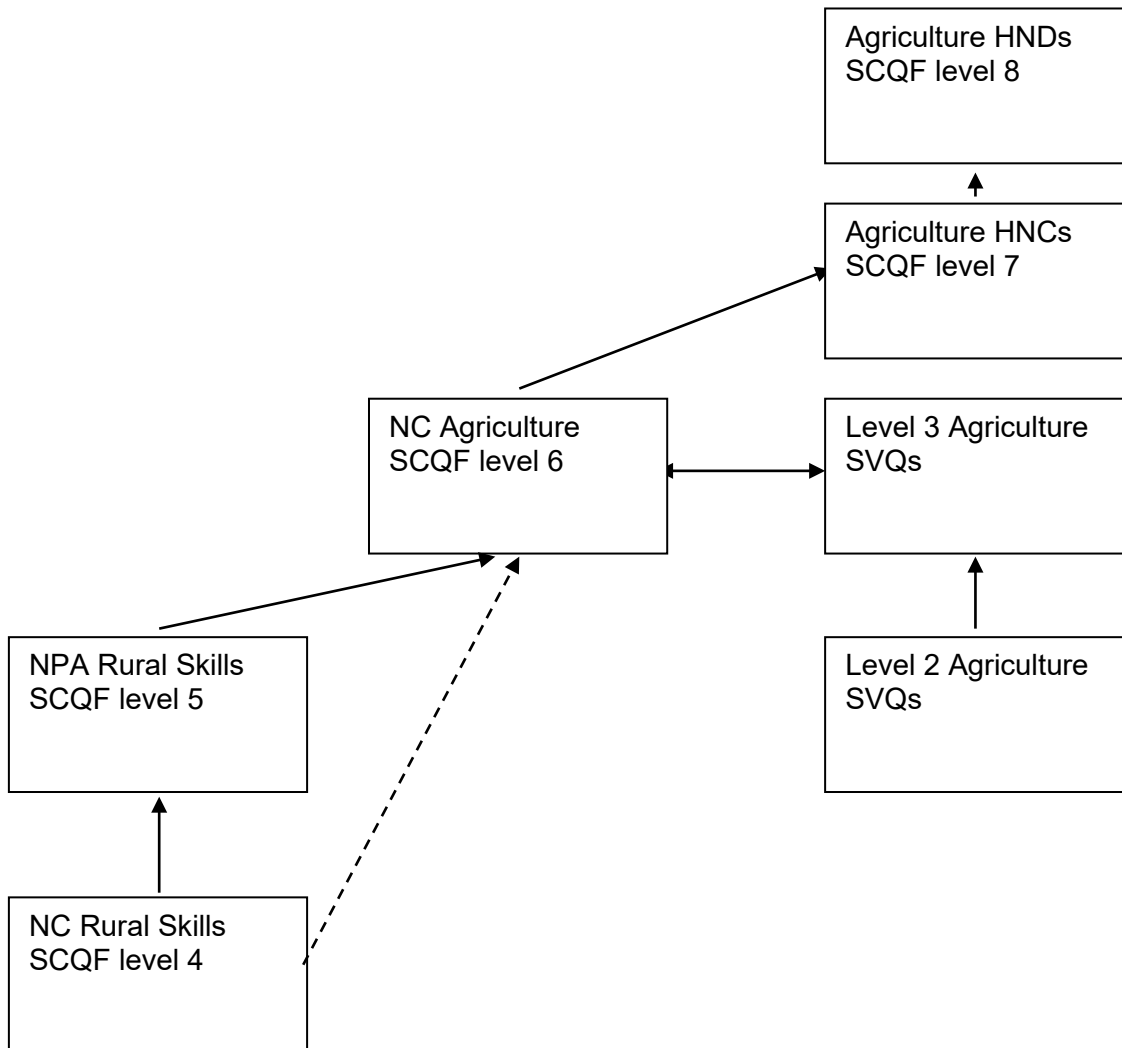 Agriculture HNDs
SCQF level 8
Agriculture HNCs
SCQF level 7
NC Agriculture
SCQF level 6
Level 3 Agriculture
SVQs
NPA Rural Skills
SCQF level 5
Level 2 Agriculture
SVQs
NC Rural Skills
SCQF level 4